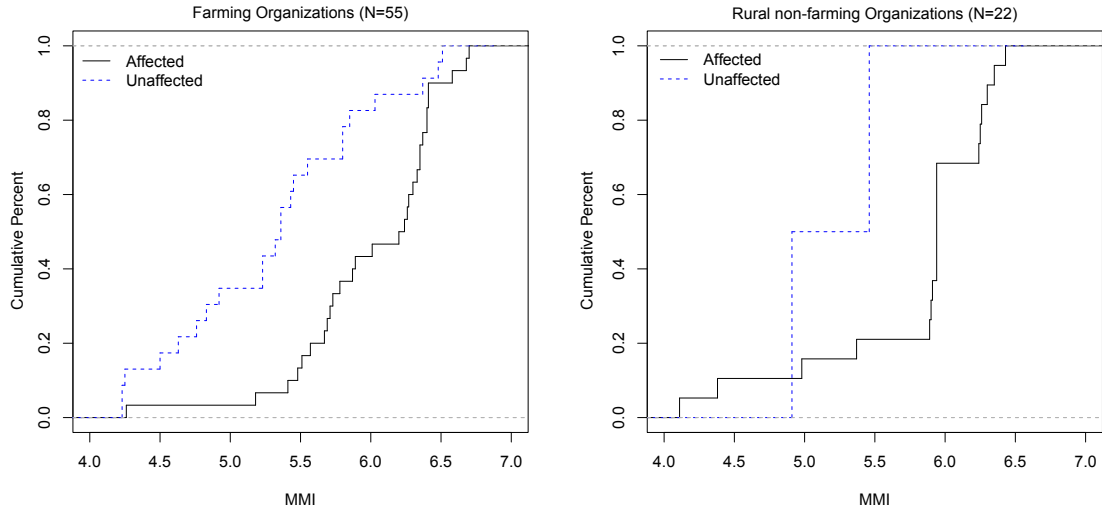 Farming Organizations (N=55)
Affected
Unaffected
Cumulative Percent
1.0
0.8
0.6
0.4
0.2
0.0
4.0 4.5 5.0 5.5 6.0 6.5 7.0
MMI
Rural non-farming Organizations (N=22)
Affected
Unaffected
Cumulative Percent
1.0
0.8
0.6
0.4
0.2
0.0
4.0 4.5 5.0 5.5 6.0 6.5 7.0
MMI